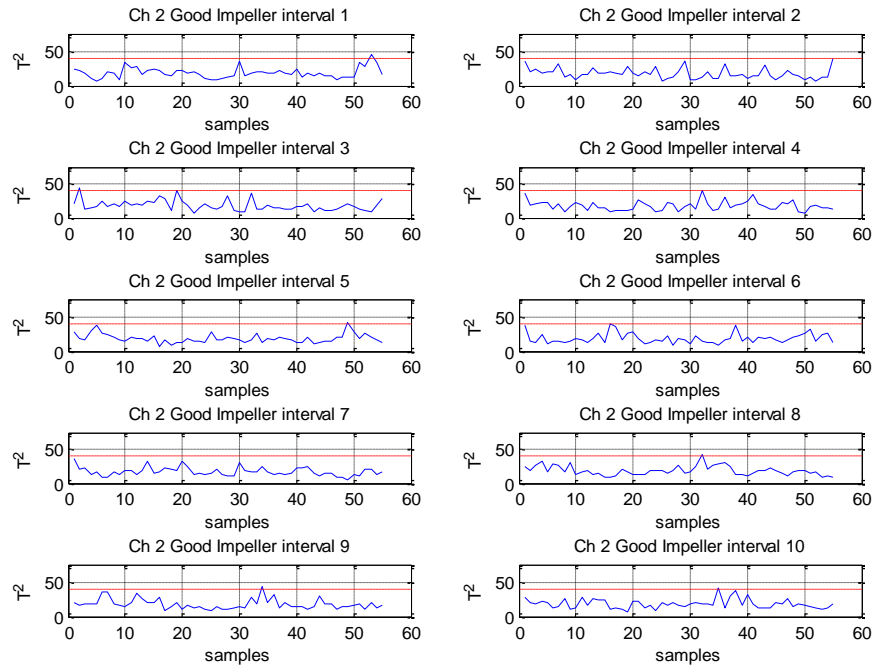 Ch 2 Good Impeller interval 1
T²
50
0
0 10 20 30 40 50 60
samples
Ch 2 Good Impeller interval 2
T²
50
0
0 10 20 30 40 50 60
samples
Ch 2 Good Impeller interval 3
T²
50
0
0 10 20 30 40 50 60
samples
Ch 2 Good Impeller interval 4
T²
50
0
0 10 20 30 40 50 60
samples
Ch 2 Good Impeller interval 5
T²
50
0
0 10 20 30 40 50 60
samples
Ch 2 Good Impeller interval 6
T²
50
0
0 10 20 30 40 50 60
samples
Ch 2 Good Impeller interval 7
T²
50
0
0 10 20 30 40 50 60
samples
Ch 2 Good Impeller interval 8
T²
50
0
0 10 20 30 40 50 60
samples
Ch 2 Good Impeller interval 9
T²
50
0
0 10 20 30 40 50 60
samples
Ch 2 Good Impeller interval 10
T²
50
0
0 10 20 30 40 50 60
samples